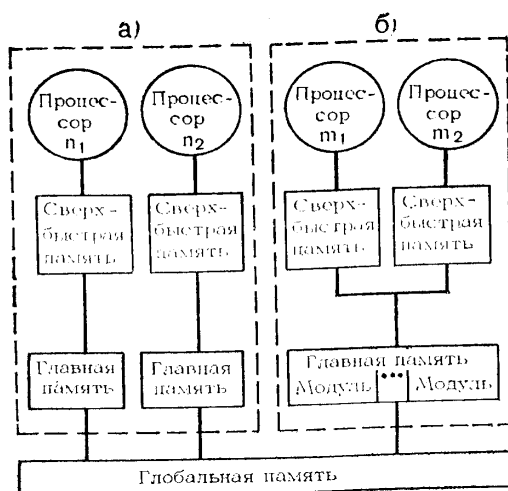 а)
Процес-
сор
n1
Процес-
сор
n2
Сверх-
быстрая
память
Сверх-
быстрая
память
Главная
память
Главная
память
б)
Процес-
сор
m1
Процес-
сор
m2
Сверх-
быстрая
память
Сверх-
быстрая
память
Главная память
Модуль ••• Модуль
Глобальная память